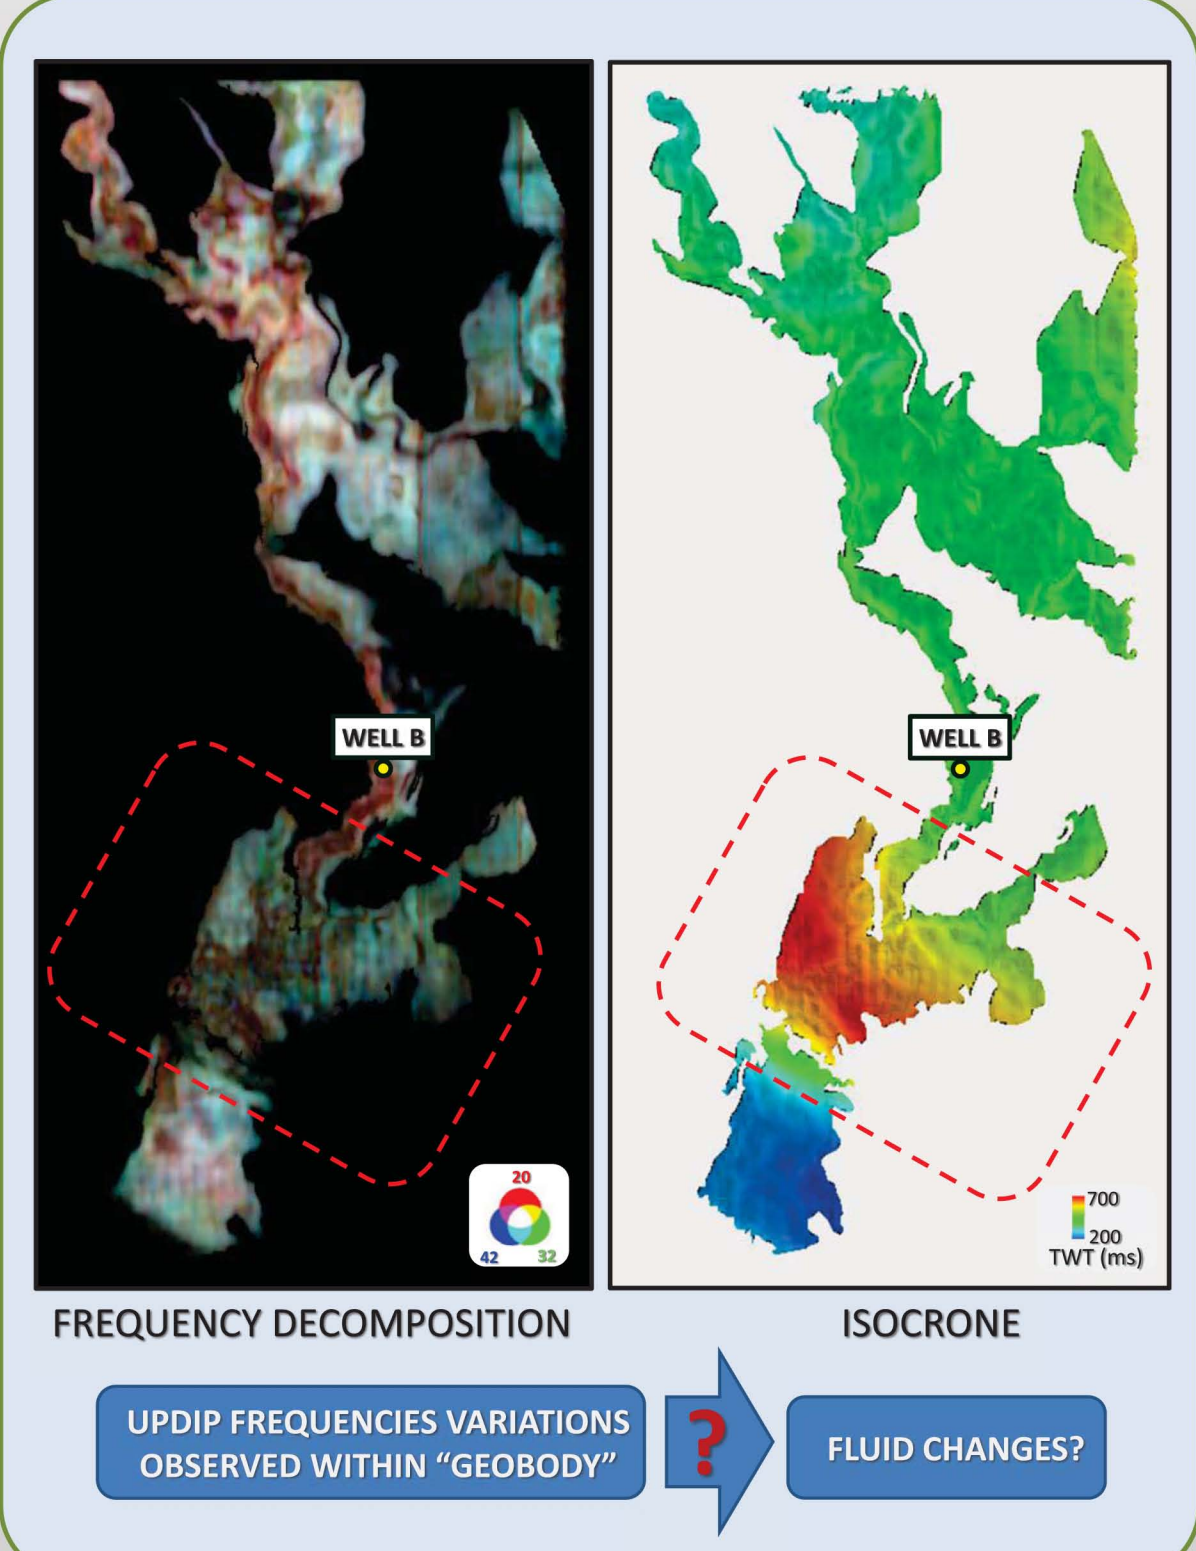 WELL B
WELL B
20
42
32
700
200
TWT (ms)
FREQUENCY DECOMPOSITION
ISOCRONE
UPDIP FREQUENCIES VARIATIONS
OBSERVED WITHIN “GEOBODY”
?
FLUID CHANGES?